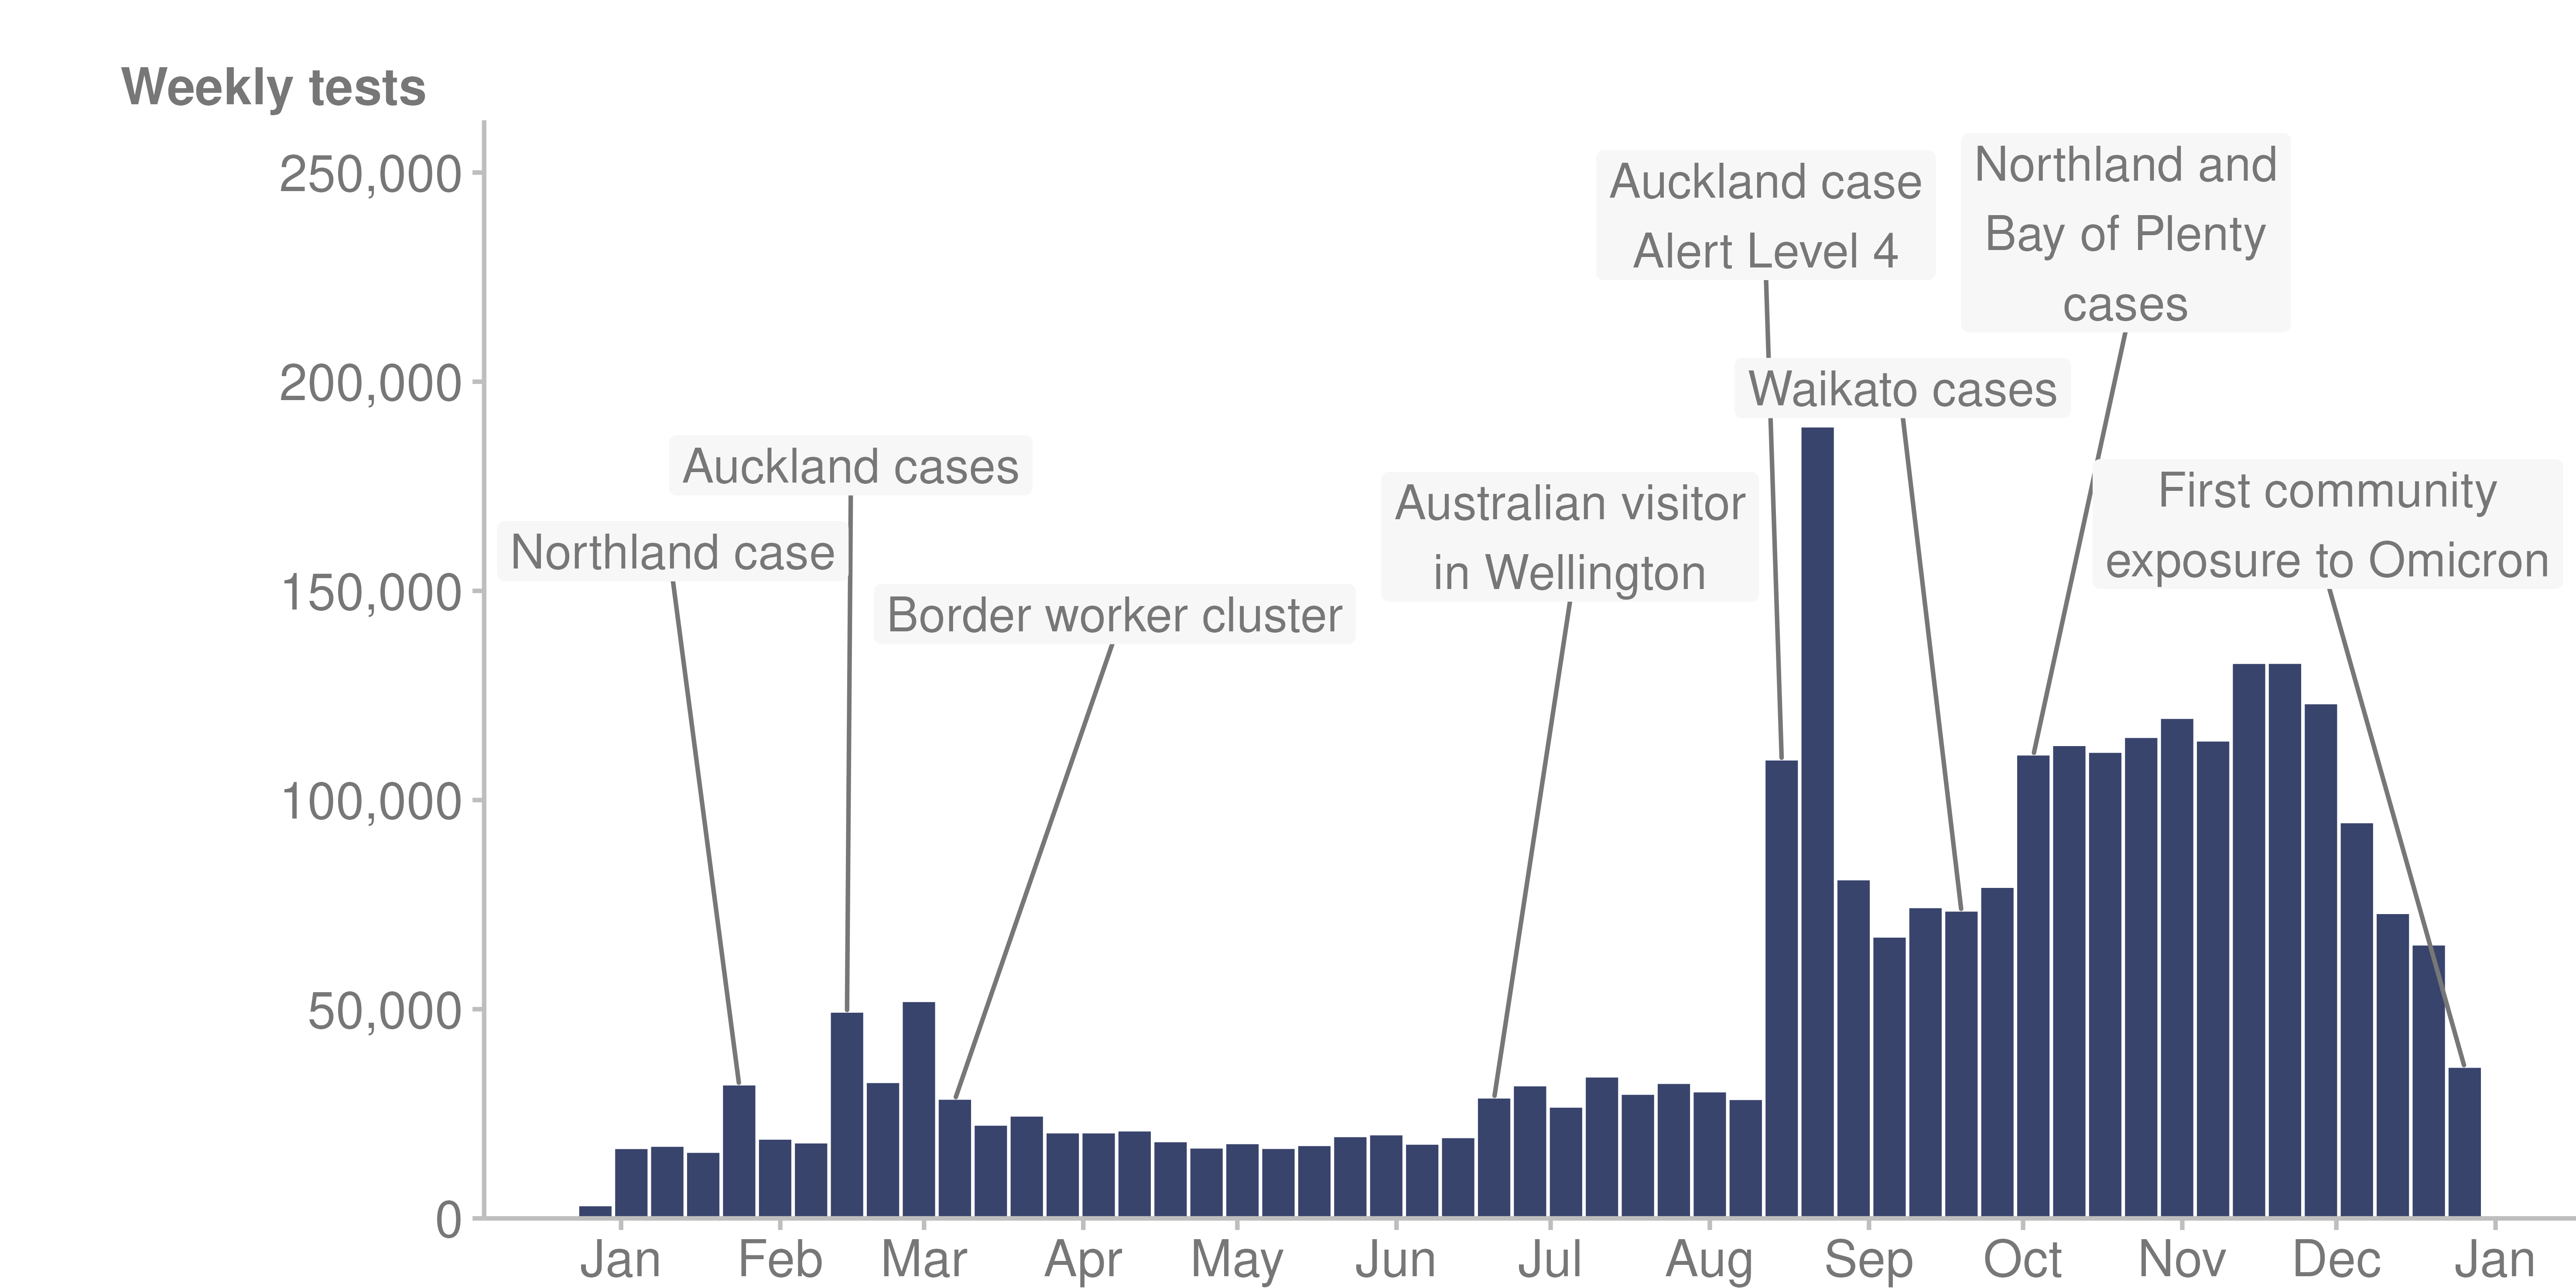 Weekly tests
250,000
200,000
150,000
100,000
50,000
0
Northland case
Auckland cases
Border worker cluster
Australian visitor
in Wellington
Auckland case
Alert Level 4
Waikato cases
Northland and
Bay of Plenty
cases
First community
exposure to Omicron
Jan Feb Mar Apr May Jun Jul Aug Sep Oct Nov Dec Jan